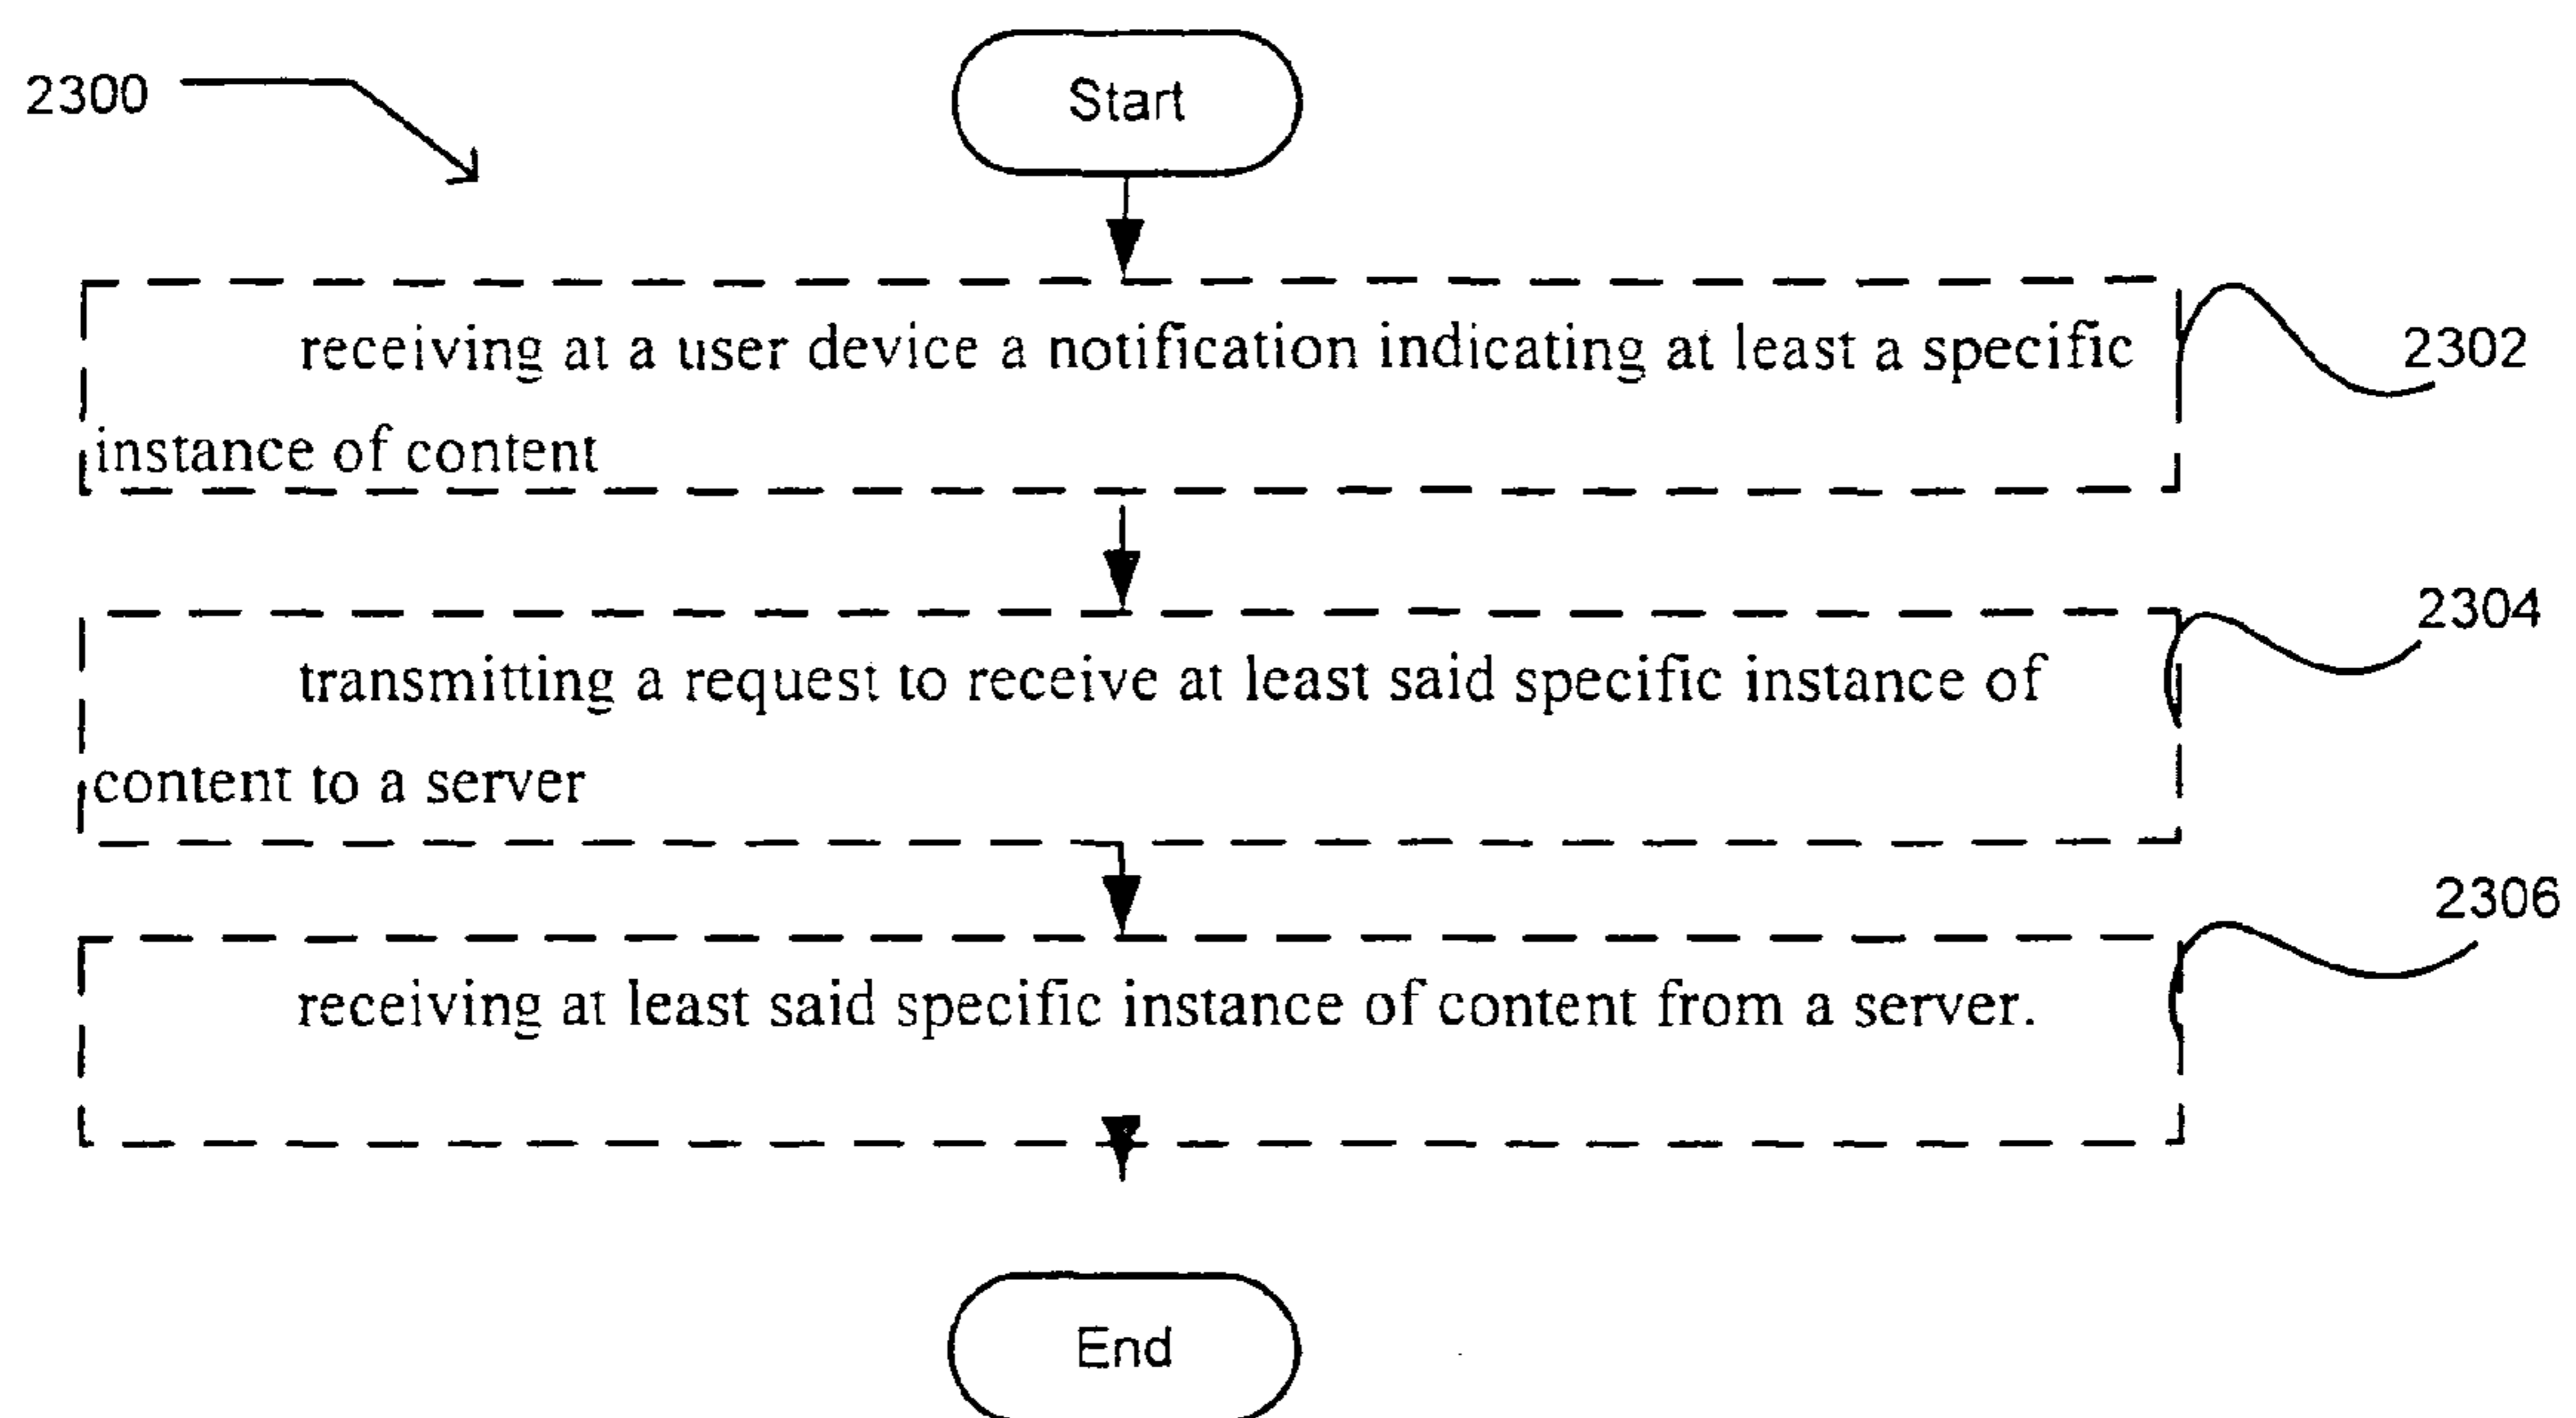 2300
Start
receiving at a user device a notification indicating at least a specific
instance of content
2302
transmitting a request to receive at least said specific instance of
content to a server
2304
receiving at least said specific instance of content from a server.
2306
End